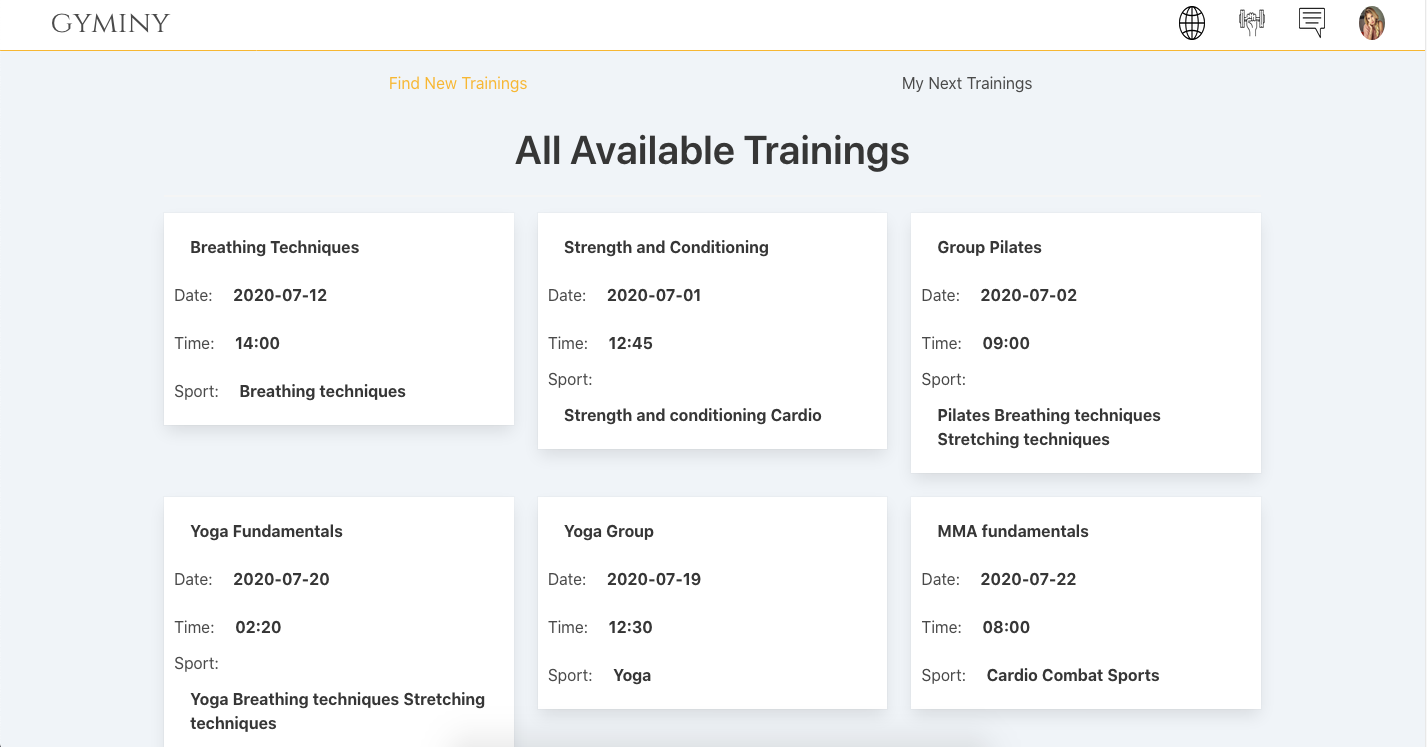 GYMINY
Find New Trainings
My Next Trainings
All Available Trainings
Breathing Techniques
Date: 2020-07-12
Time: 14:00
Sport: Breathing techniques
Strength and Conditioning
Date: 2020-07-01
Time: 12:45
Sport:
Strength and conditioning Cardio
Group Pilates
Date: 2020-07-02
Time: 09:00
Sport:
Pilates Breathing techniques
Stretching techniques
Yoga Fundamentals
Date: 2020-07-20
Time: 02:20
Sport:
Yoga Breathing techniques Stretching
techniques
Yoga Group
Date: 2020-07-19
Time: 12:30
Sport: Yoga
MMA fundamentals
Date: 2020-07-22
Time: 08:00
Sport: Cardio Combat Sports